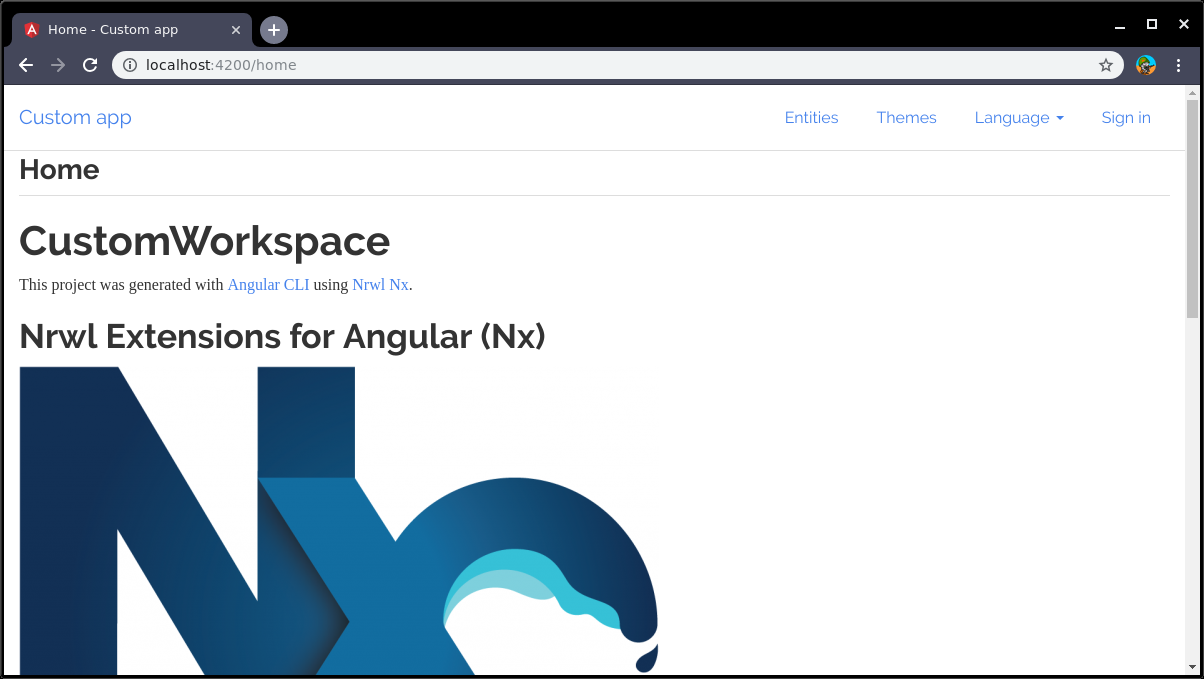 Home - Custom app
localhost:4200/home
Custom app Entities Themes Language Sign in
Home
CustomWorkspace
This project was generated with Angular CLI using Nrwl Nx.
Nrwl Extensions for Angular (Nx)
Nx